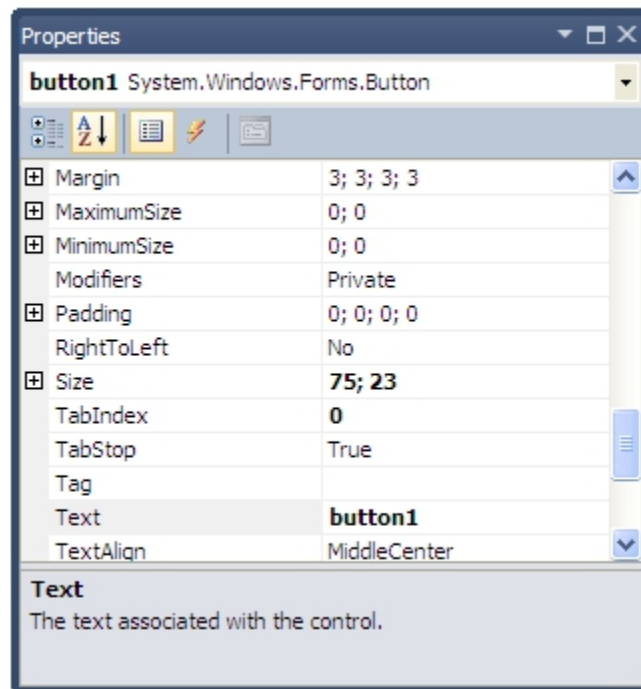 Properties
button1 System.Windows.Forms.Button
Margin 3; 3; 3; 3
MaximumSize 0; 0
MinimumSize 0; 0
Modifiers Private
Padding 0; 0; 0; 0
RightToLeft No
Size 75; 23
TabIndex 0
TabStop True
Tag
Text button1
TextAlign MiddleCenter
Text
The text associated with the control.